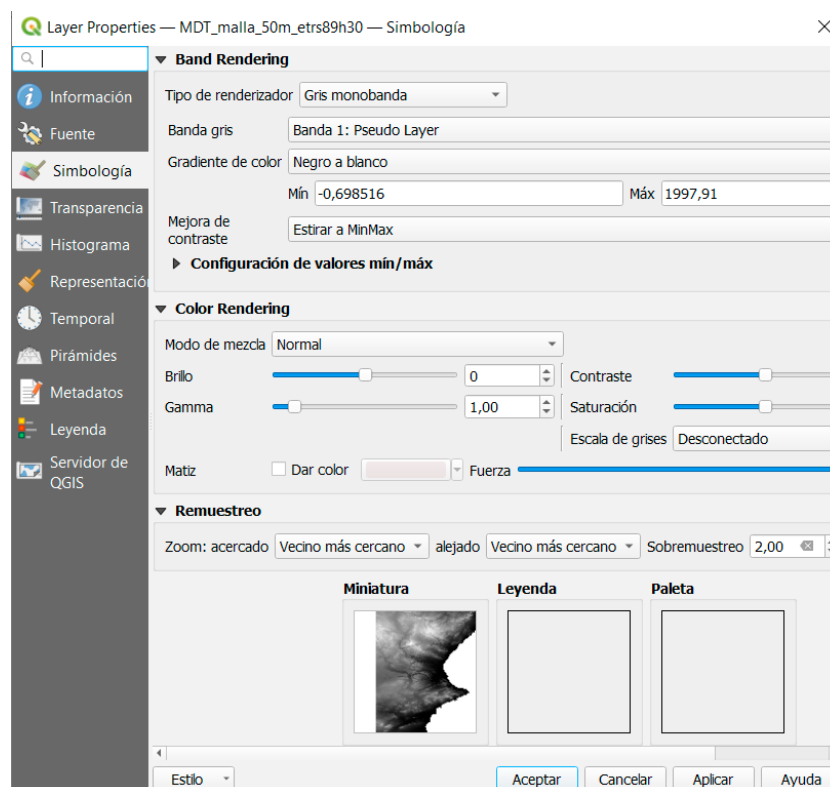 Layer Properties — MDT_malla_50m_etrs89h30 — Simbología
Información
Fuente
Simbología
Transparencia
Histograma
Representación
Temporal
Pirámides
Metadatos
Leyenda
Servidor de
QGIS
Band Rendering
Tipo de renderizador Gris monobanda
Banda gris Banda 1: Pseudo Layer
Gradiente de color Negro a blanco
Mín -0,698516 Máx 1997,91
Mejora de
contraste Estirar a MinMax
Configuración de valores mín/máx
Color Rendering
Modo de mezcla Normal
Brillo 0 Contraste
Gamma 1,00 Saturación
Escala de grises Desconectado
Matiz Dar color Fuerza
Remuestreo
Zoom: acercado Vecino más cercano alejado Vecino más cercano Sobremuestreo 2,00
Miniatura Leyenda Paleta
Estilo Aceptar Cancelar Aplicar Ayuda